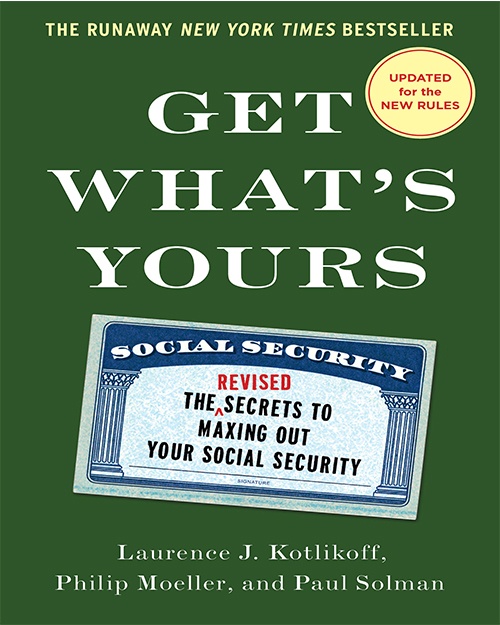 THE RUNAWAY NEW YORK TIMES BESTSELLER
UPDATED
for the
NEW RULES
GET
WHAT'S
YOURS
SOCIAL SECURITY
REVISED
THE ^ SECRETS TO
MAXING OUT
YOUR SOCIAL SECURITY
SIGNATURE
Laurence J. Kotlikoff,
Philip Moeller, and Paul Solman